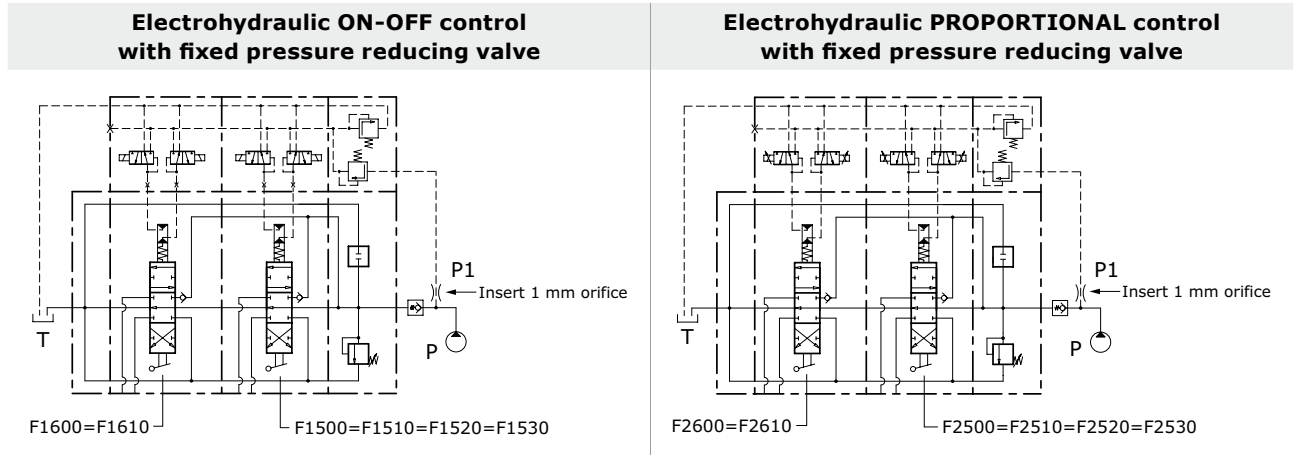 Electrohydraulic ON-OFF control
with fixed pressure reducing valve
P1
Insert 1 mm orifice
T
P
F1600=F1610
F1500=F1510=F1520=F1530
Electrohydraulic PROPORTIONAL control
with fixed pressure reducing valve
P1
Insert 1 mm orifice
T
P
F2600=F2610
F2500=F2510=F2520=F2530